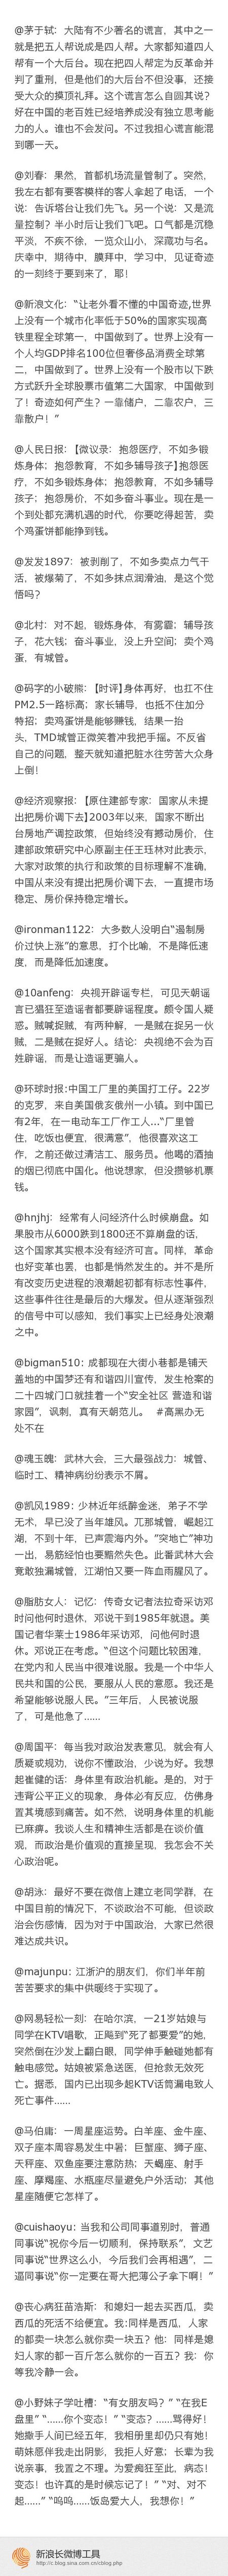 @茅于轼: 大陆有不少著名的谎言，其中之一
就是把五人帮说成是四人帮。大家都知道四人
帮有一个大后台。现在把四人帮定为反革命并
判了重刑，但是他们的大后台不但没事，还接
受大众的摸顶礼拜。这个谎言怎么自圆其说？
好在中国的老百姓已经培养成没有独立思考能
力的人。谁也不会发问。不过我担心谎言能混
到哪一天。
@刘春: 果然，首都机场流量管制了。突然，
我左右都有要客模样的客人拿起了电话，一个
说: 告诉塔台让我们先飞。另一个说: 又是流
量控制？半小时后让我们飞吧。口气都是沉稳
平淡，不疾不徐，一览众山小，深藏功与名。
庆幸中，期待中，膜拜中，学习中，见证奇迹
的一刻终于要到来了，耶！
@新浪文化: “让老外看不懂的中国奇迹,世界
上没有一个城市化率低于50%的国家实现高
铁里程全球第一，中国做到了。世界上没有一
个人均GDP排名100位但奢侈品消费全球第
二，中国做到了。世界上没有一个股市以下跌
方式跃升全球股票市值第二大国家，中国做到
了！奇迹如何产生？一靠储户，二靠农户，三
靠散户！”
@人民日报:【微议录: 抱怨医疗，不如多锻
炼身体；抱怨教育，不如多辅导孩子】抱怨医
疗，不如多锻炼身体；抱怨教育，不如多辅导
孩子；抱怨房价，不如多奋斗事业。现在是一
个到处都充满机遇的时代，你要吃得起苦，卖
个鸡蛋饼都能挣到钱。
@发发1897: 被剥削了，不如多卖点力气干
活，被爆菊了，不如多抹点润滑油，是这个觉
悟吗？
@北村: 对不起，锻炼身体，有雾霾；辅导孩
子，花大钱；奋斗事业，没上升空间；卖个鸡
蛋，有城管。
@码字的小破熊:【时评】身体再好，也扛不住
PM2.5一路标高；家长辅导，也抵不住加分
特招；卖鸡蛋饼是能够赚钱，结果一抬
头，TMD城管正微笑着冲我把手摇。不反省
自己的问题，整天就知道把脏水往劳苦大众身
上倒！
@经济观察报:【原住建部专家: 国家从未提
出把房价调下去】2003年以来，国家不断出
台房地产调控政策，但始终没有撼动房价，住
建部政策研究中心原副主任王珏林对此表示，
大家对政策的执行和政策的目标理解不准确，
中国从来没有提出把房价调下去，一直提市场
稳定、房价保持稳定增长。
@ironman1122: 大多数人没明白“遏制房
价过快上涨”的意思，打个比喻，不是降低速
度，而是降低加速度。
@10anfeng: 央视开辟谣专栏，可见天朝谣
言已猖狂至造谣者都要辟谣程度。颇令国人疑
惑。贼喊捉贼，有两种解，一是贼在捉另一伙
贼，二是贼在捉好人。结论: 央视绝不会为百
姓辟谣，而是让造谣更骗人。
@环球时报:中国工厂里的美国打工仔。22岁
的克罗，来自美国俄亥俄州一小镇。到中国已
有2年，在一电动车工厂作工人…“厂里管
住，吃饭也便宜，很满意”，他很喜欢这工
作，之前还做过清洁工、服务员。他喝的酒抽
的烟已彻底中国化。他说想家，但没攒够机票
钱。
@hnjhj: 经常有人问经济什么时候崩盘。如
果股市从6000跌到1800还不算崩盘的话，
这个国家其实根本没有经济可言。同样，革命
也好变革也罢，也都是悄然发生的。并不是所
有改变历史进程的浪潮起初都有标志性事件，
这些事件往往是最后的大爆发。但从逐渐强烈
的信号中可以感知，我们事实上已经身处浪潮
之中。
@bigman510: 成都现在大街小巷都是铺天
盖地的中国梦还有和谐四川宣传，发生枪案的
二十四城门口就挂着一个“安全社区 营造和谐
家园”，讽刺，真有天朝范儿。 #高黑办无
处不在
@魂玉魄: 武林大会，三大最强战力: 城管、
临时工、精神病纷纷表示不屑。
@凯风1989: 少林近年纸醉金迷，弟子不学
无术，早已没了当年雄风。兀那城管，崛起江
湖，不到十年，已声震海内外。”突地亡”神功
一出，易筋经怕也要黯然失色。此番武林大会
竟敢独漏城管，江湖怕又要一阵血雨腥风了。
@脂肪女人: 记忆: 传奇女记者法拉奇采访邓
时问他何时退休，邓说干到1985年就退。美
国记者华莱士1986年采访邓，问他何时退
休。邓说正在考虑。“但这个问题比较困难，
在党内和人民当中很难说服。我是一个中华人
民共和国的公民，要服从人民的意愿。我还是
希望能够说服人民。”三年后，人民被说服
了，可是他急了……
@周国平: 每当我对政治发表意见，就会有人
质疑或规劝，说你不懂政治，少说为好。我想
起崔健的话: 身体里有政治机能。是的，对于
违背公平正义的现象，身体必有反应，仿佛身
置其境感到痛苦。如不然，说明身体里的机能
已麻痹。我谈人生和精神生活都是在谈价值
观，而政治是价值观的直接呈现，我怎会不关
心政治呢。
@胡泳: 最好不要在微信上建立老同学群，在
中国目前的情况下，不谈政治不可能，但谈政
治会伤感情，因为对于中国政治，大家已然很
难达成共识。
@majunpu: 江浙沪的朋友们，你们半年前
苦苦要求的集中供暖终于实现了。
@网易轻松一刻: 在哈尔滨，一21岁姑娘与
同学在KTV唱歌，正飚到“死了都要爱”的她，
突然倒在沙发上翻白眼，同学伸手触碰她都有
触电感觉。姑娘被紧急送医，但抢救无效死
亡。据悉，国内已出现多起KTV话筒漏电致人
死亡事件……
@马伯庸: 一周星座运势。白羊座、金牛座、
双子座本周容易发生中暑；巨蟹座、狮子座、
天秤座、双鱼座要注意防热；天蝎座、射手
座、摩羯座、水瓶座尽量避免户外活动；其他
星座随便它怎样了。
@cuishaoyu: 当我和公司同事道别时，普通
同事说“祝你今后一切顺利，保持联系”，文艺
同事说“世界这么小，今后我们会再相遇”，二
逼同事说“你一定要在哥大把薄公子拿下啊！”
@丧心病狂苗浩斯: 和媳妇一起去买西瓜，卖
西瓜的死活不给便宜。我:同样是西瓜，人家
的都卖一块怎么就你卖一块五？他: 同样是媳
妇人家的都一百斤怎么就你的一百五？我: 你
等我冷静一会。
@小野妹子学吐槽: “有女朋友吗？” “在我E
盘里” “……你个变态！” “变态？……骂得好！
她撒手人间已经五年，我相册里却仍只有她！
萌妹愿伴我走出阴影，我拒人好意；长辈为我
说亲事，我置之不理。为爱痴狂至此，病态！
变态！也许真的是时候忘记了！” “对、对不
起……” “呜呜……饭岛爱大人，我想你！”
新浪长微博工具
http://c.blog.sina.com.cn/cblog.php